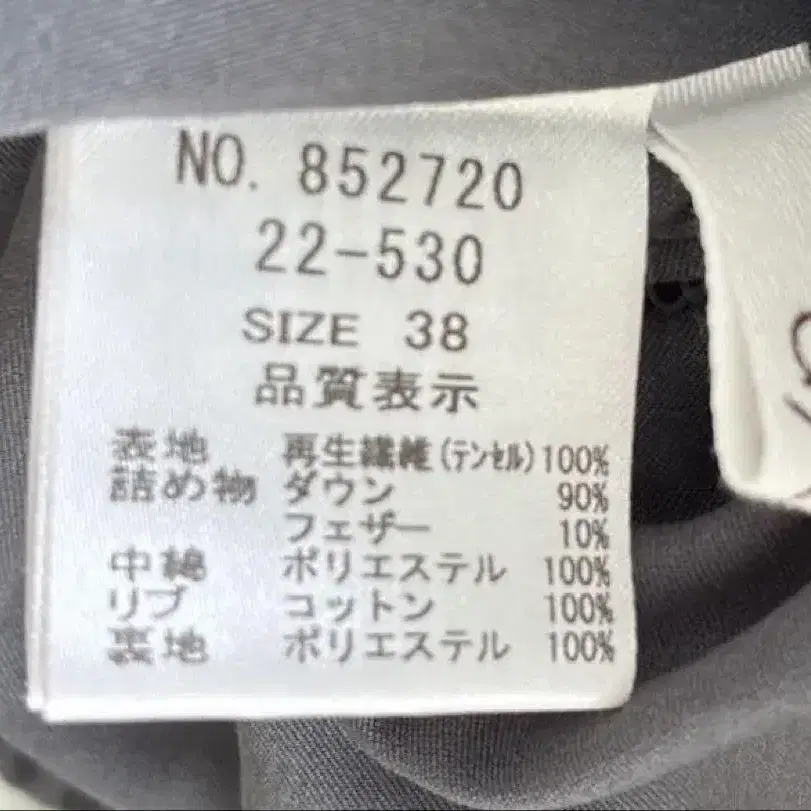 NO. 852720
22-530
SIZE 38
品質表示
表地 再生繊維(テンセル)100%
詰め物 ダウン 90%
フェザー 10%
中綿 ポリエステル 100%
リブ コットン 100%
裏地 ポリエステル 100%